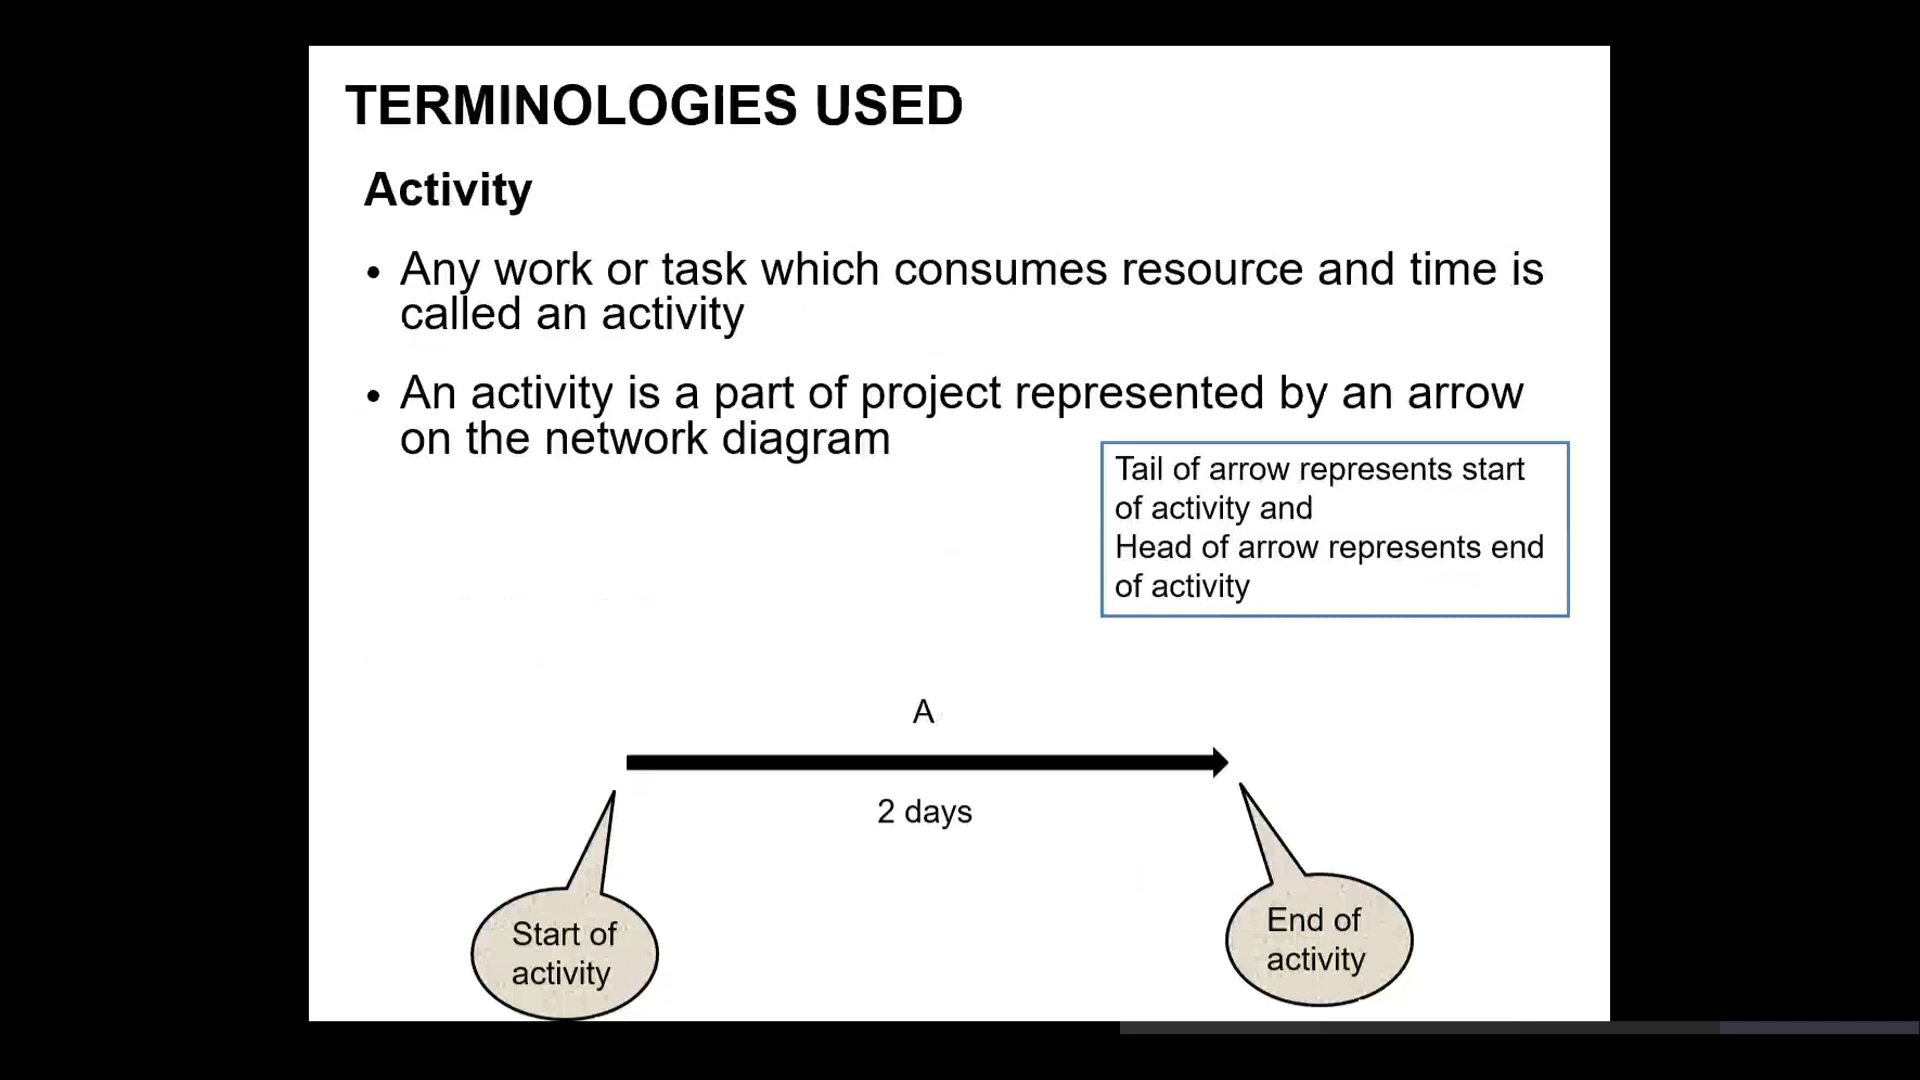 TERMINOLOGIES USED
Activity
• Any work or task which consumes resource and time is
called an activity
• An activity is a part of project represented by an arrow
on the network diagram
Tail of arrow represents start
of activity and
Head of arrow represents end
of activity
A
2 days
Start of
activity
End of
activity